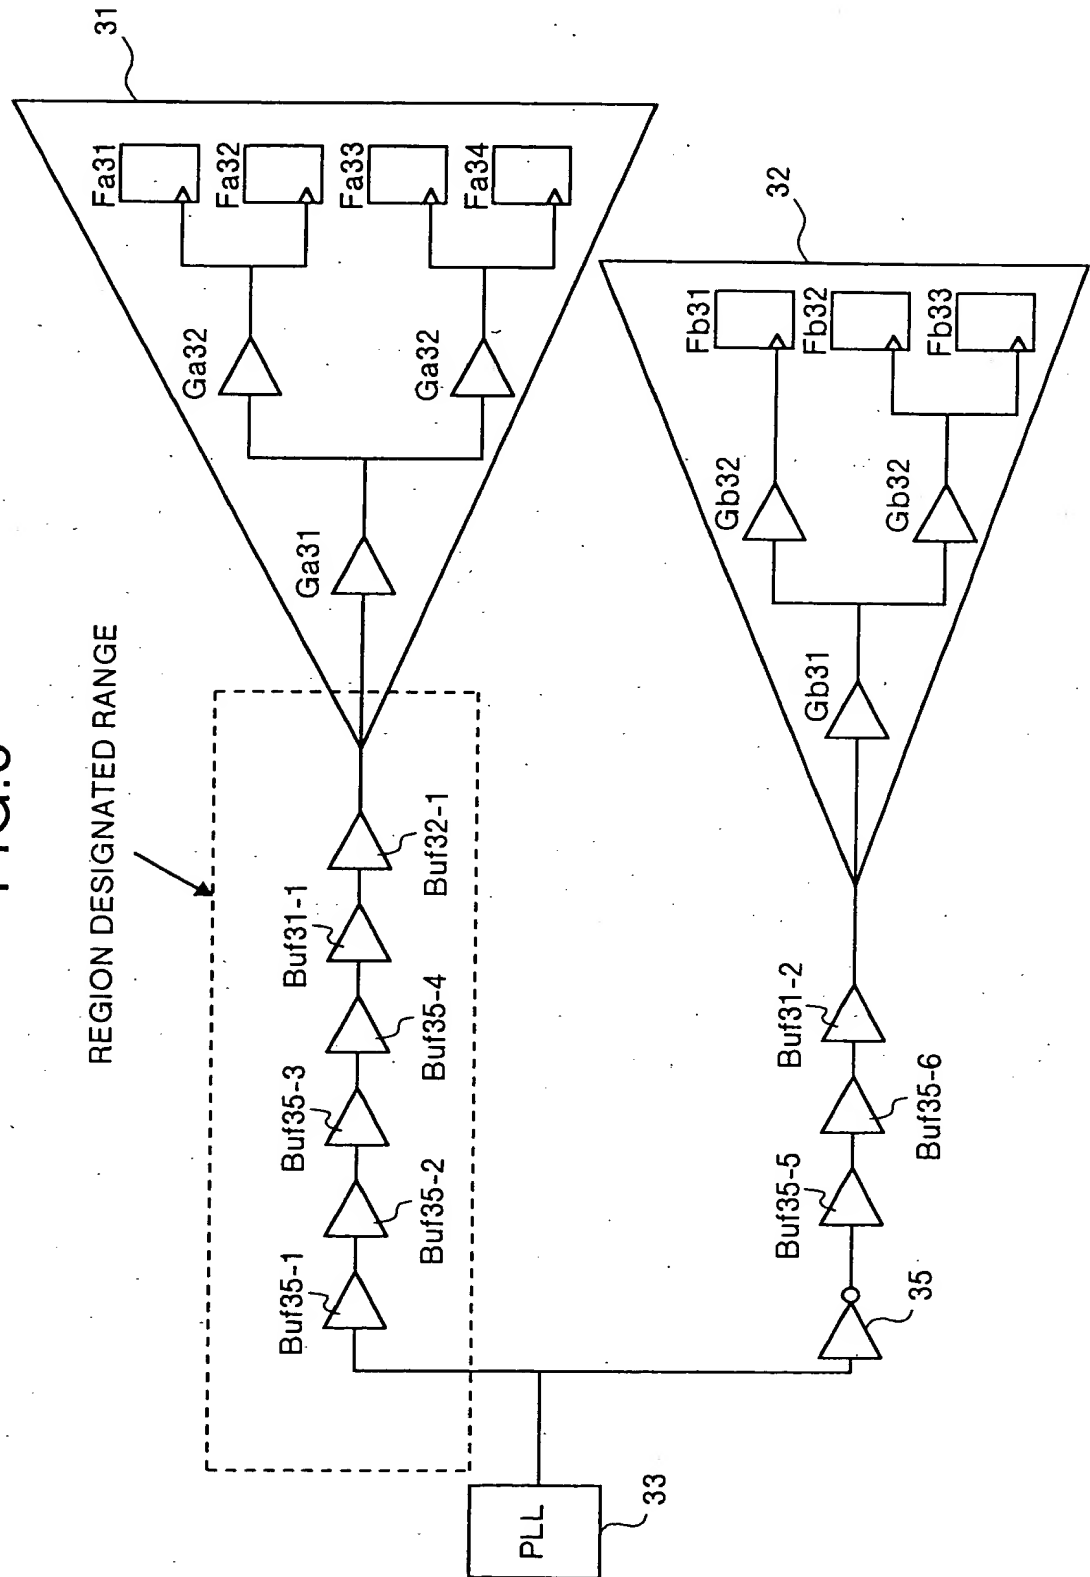 REGION DESIGNATED RANGE
31
Fa31
Fa32
Fa33
Fa34
Ga32
Ga32
Ga31
Buf35-1
Buf35-2
Buf35-3
Buf35-4
Buf31-1
Buf32-1
32
Fb31
Fb32
Fb33
Gb32
Gb32
Gb31
Buf35-5
Buf35-6
Buf31-2
35
PLL
33